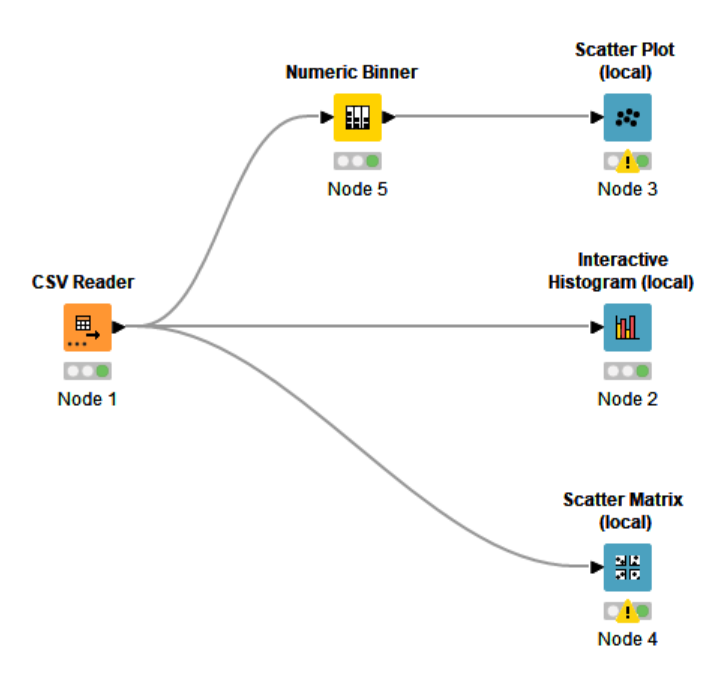 Scatter Plot
(local)
Numeric Binner
Node 5
Node 3
Interactive
Histogram (local)
CSV Reader
Node 1
Node 2
Scatter Matrix
(local)
Node 4